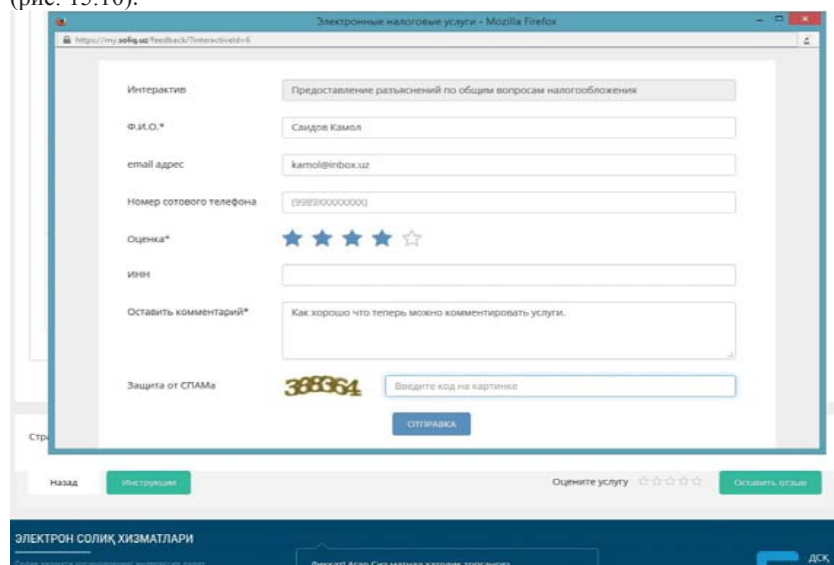 (рис. 15.10).
Электронные налоговые услуги - Mozilla Firefox
https://my.soliq.uz/feedback/?interactiveId=6
Интерактив Предоставление разъяснений по общим вопросам налогообложения
Ф.И.О.* Саидов Камол
email адрес kamol@inbox.uz
Номер сотового телефона
Оценка*
ИНН
Оставить комментарий* Как хорошо что теперь можно комментировать услуги.
Защита от СПАМа 388364 Введите код на картинке
ОТПРАВКА
Стра
Назад Инструкция Оцените услугу Оставить отзыв
ЭЛЕКТРОН СОЛИҚ ХИЗМАТЛАРИ
ДСҚ